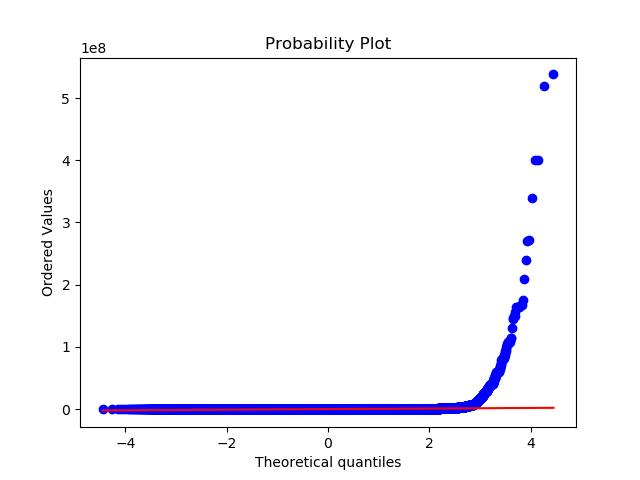 Probability Plot
1e8
5
4
3
2
1
0
Ordered Values
−4
−2
0
2
4
Theoretical quantiles